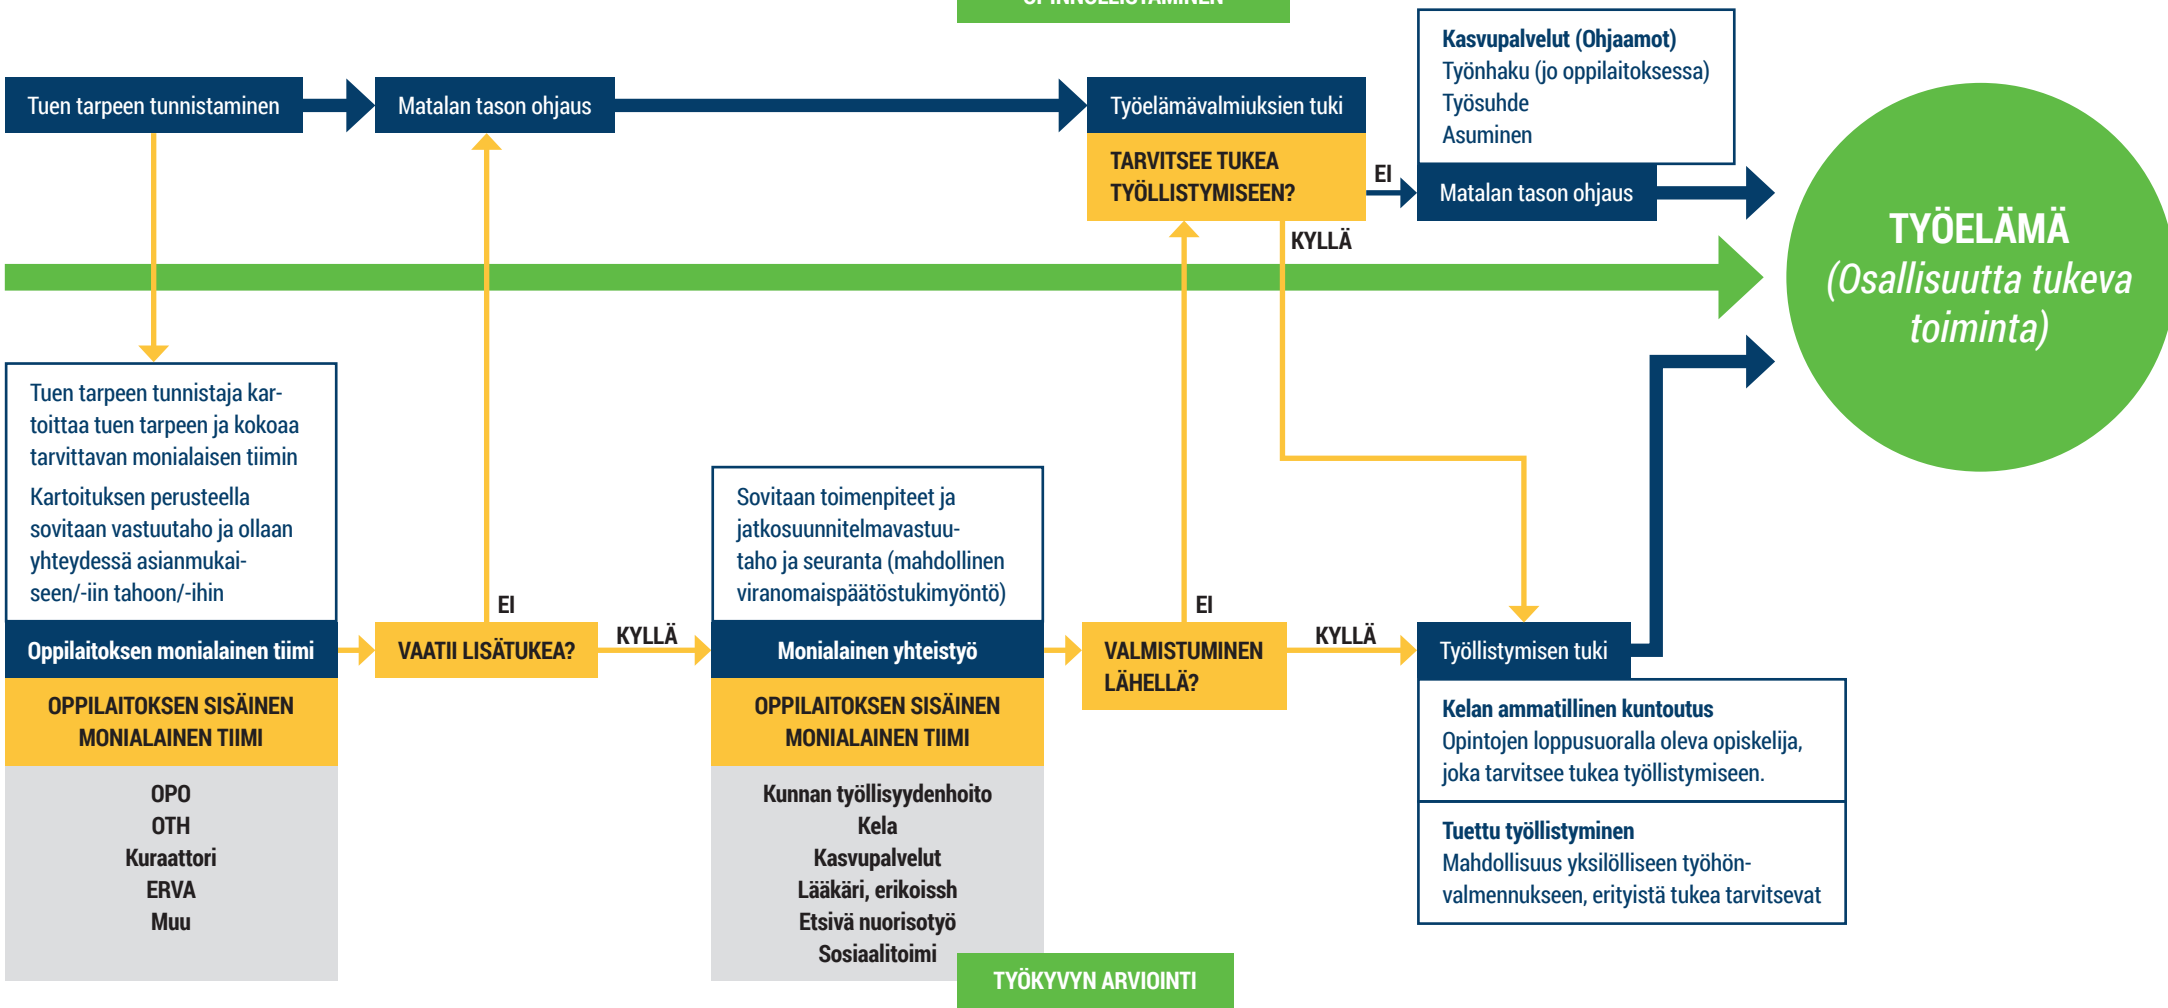 OPINNOLLISTAMINEN
Tuen tarpeen tunnistaminen
Matalan tason ohjaus
Työelämävalmiuksien tuki
TARVITSEE TUKEA
TYÖLLISTYMISEEN?
EI
KYLLÄ
Kasvupalvelut (Ohjaamot)
Työnhaku (jo oppilaitoksessa)
Työsuhde
Asuminen
Matalan tason ohjaus
TYÖELÄMÄ
(Osallisuutta tukeva
toiminta)
Tuen tarpeen tunnistaja kar-
toittaa tuen tarpeen ja kokoaa
tarvittavan monialaisen tiimin
Kartoituksen perusteella
sovitaan vastuutaho ja ollaan
yhteydessä asianmukai-
seen/-iin tahoon/-ihin
Oppilaitoksen monialainen tiimi
OPPILAITOKSEN SISÄINEN
MONIALAINEN TIIMI
OPO
OTH
Kuraattori
ERVA
Muu
EI
VAATII LISÄTUKEA?
KYLLÄ
Sovitaan toimenpiteet ja
jatkosuunnitelmavastuu-
taho ja seuranta (mahdollinen
viranomaispäätöstukimyöntö)
Monialainen yhteistyö
OPPILAITOKSEN SISÄINEN
MONIALAINEN TIIMI
Kunnan työllisyydenhoito
Kela
Kasvupalvelut
Lääkäri, erikoissh
Etsivä nuorisotyö
Sosiaalitoimi
EI
VALMISTUMINEN
LÄHELLÄ?
KYLLÄ
Työllistymisen tuki
Kelan ammatillinen kuntoutus
Opintojen loppusuoralla oleva opiskelija,
joka tarvitsee tukea työllistymiseen.
Tuettu työllistyminen
Mahdollisuus yksilölliseen työhön-
valmennukseen, erityistä tukea tarvitsevat
TYÖKYVYN ARVIOINTI